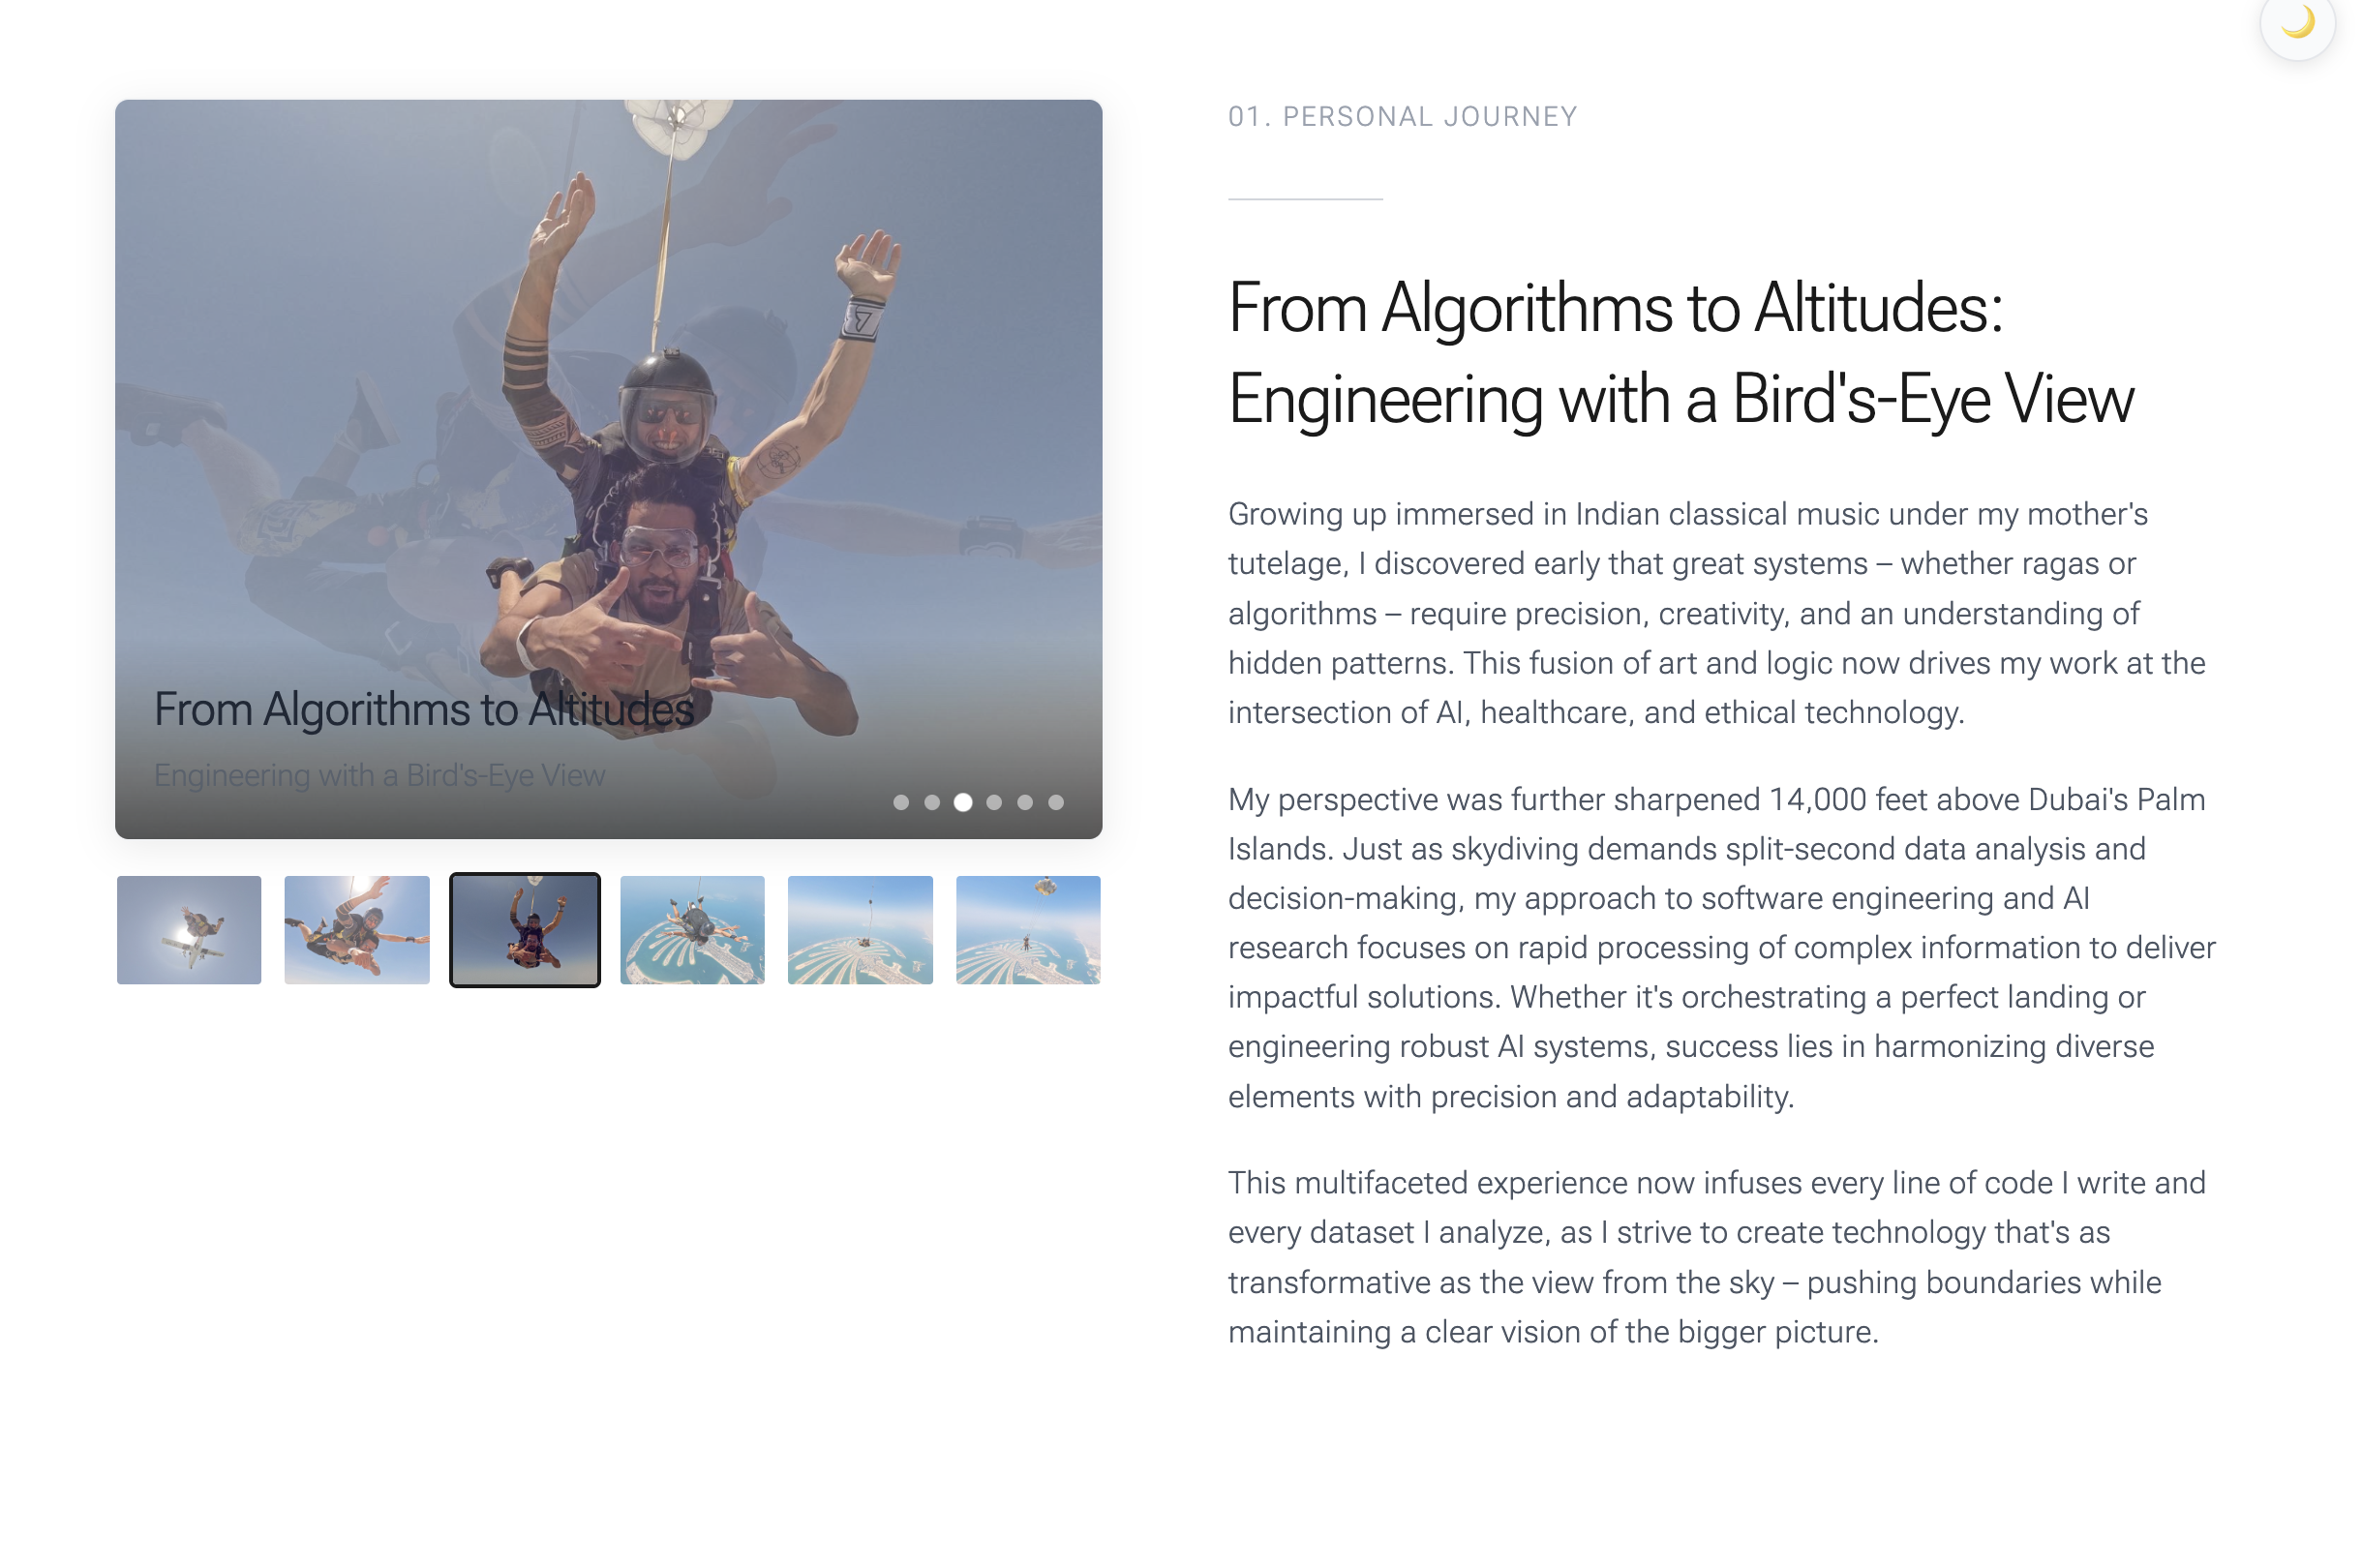 01. PERSONAL JOURNEY
From Algorithms to Altitudes:
Engineering with a Bird's-Eye View
Growing up immersed in Indian classical music under my mother's
tutelage, I discovered early that great systems – whether ragas or
algorithms – require precision, creativity, and an understanding of
hidden patterns. This fusion of art and logic now drives my work at the
intersection of AI, healthcare, and ethical technology.
My perspective was further sharpened 14,000 feet above Dubai's Palm
Islands. Just as skydiving demands split-second data analysis and
decision-making, my approach to software engineering and AI
research focuses on rapid processing of complex information to deliver
impactful solutions. Whether it's orchestrating a perfect landing or
engineering robust AI systems, success lies in harmonizing diverse
elements with precision and adaptability.
This multifaceted experience now infuses every line of code I write and
every dataset I analyze, as I strive to create technology that's as
transformative as the view from the sky – pushing boundaries while
maintaining a clear vision of the bigger picture.
From Algorithms to Altitudes
Engineering with a Bird's-Eye View